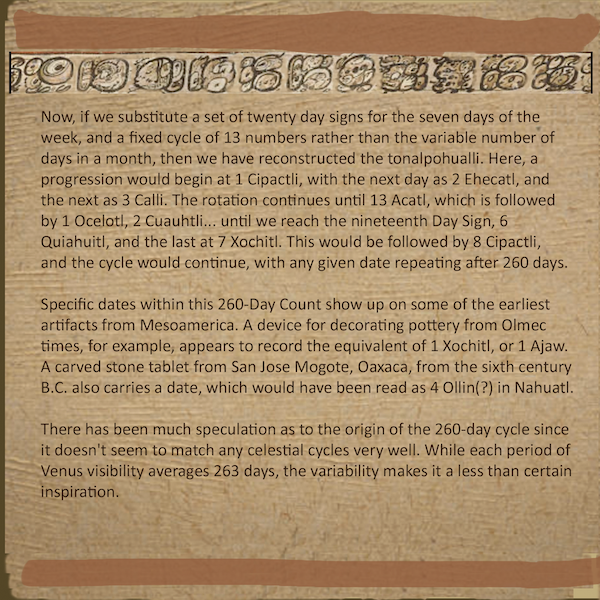 Now, if we substitute a set of twenty day signs for the seven days of the
week, and a fixed cycle of 13 numbers rather than the variable number of
days in a month, then we have reconstructed the tonalpohualli. Here, a
progression would begin at 1 Cipactli, with the next day as 2 Ehecatl, and
the next as 3 Calli. The rotation continues until 13 Acatl, which is followed
by 1 Ocelotl, 2 Cuauhtli... until we reach the nineteenth Day Sign, 6
Quiahuitl, and the last at 7 Xochitl. This would be followed by 8 Cipactli,
and the cycle would continue, with any given date repeating after 260 days.

Specific dates within this 260-Day Count show up on some of the earliest
artifacts from Mesoamerica. A device for decorating pottery from Olmec
times, for example, appears to record the equivalent of 1 Xochitl, or 1 Ajaw.
A carved stone tablet from San Jose Mogote, Oaxaca, from the sixth century
B.C. also carries a date, which would have been read as 4 Ollin(?) in Nahuatl.

There has been much speculation as to the origin of the 260-day cycle since
it doesn't seem to match any celestial cycles very well. While each period of
Venus visibility averages 263 days, the variability makes it a less than certain
inspiration.